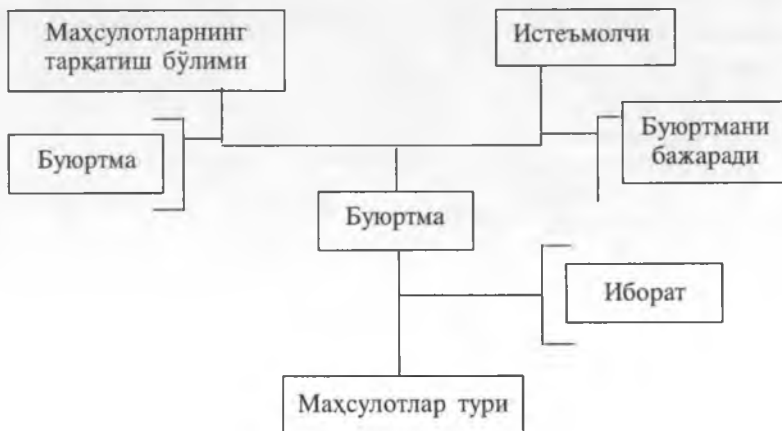 Маҳсулотларнинг
тарқатиш бўлими
Истеъмолчи
Буюртма
Буюртмани
бажаради
Буюртма
Иборат
Маҳсулотлар тури